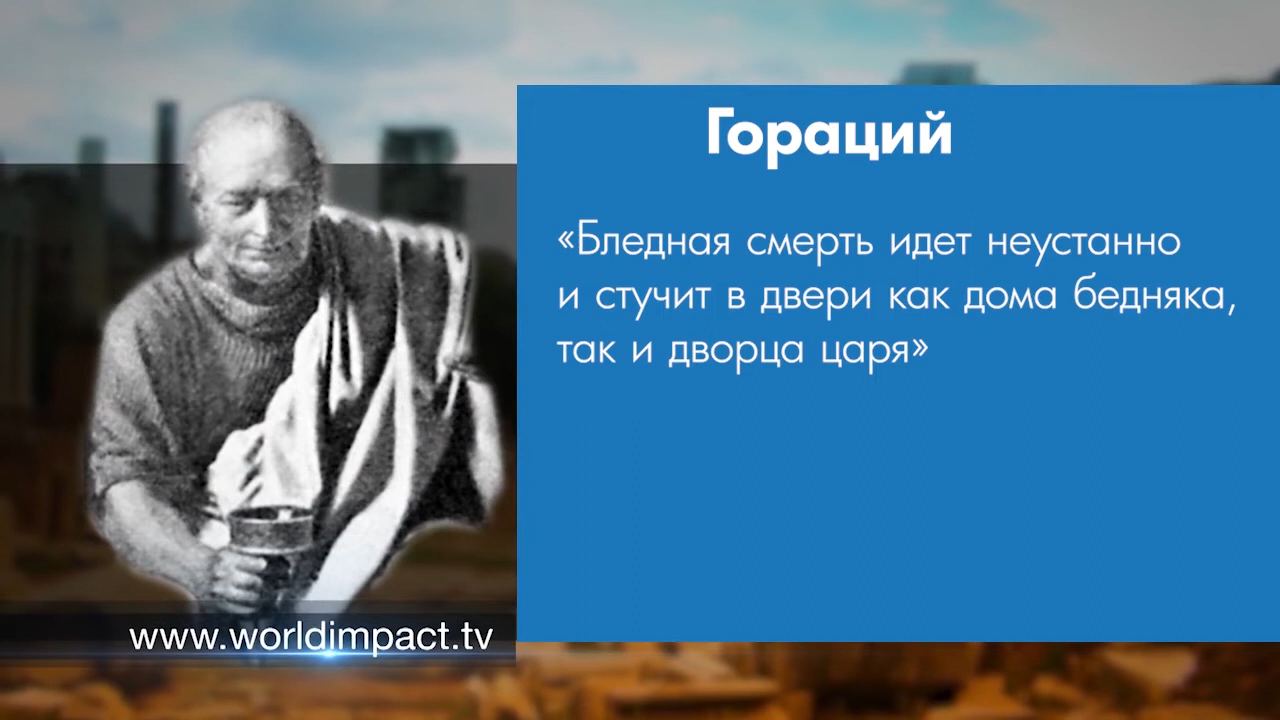 Гораций
«Бледная смерть идет неустанно
и стучит в двери как дома бедняка,
так и дворца царя»
www.worldimpact.tv